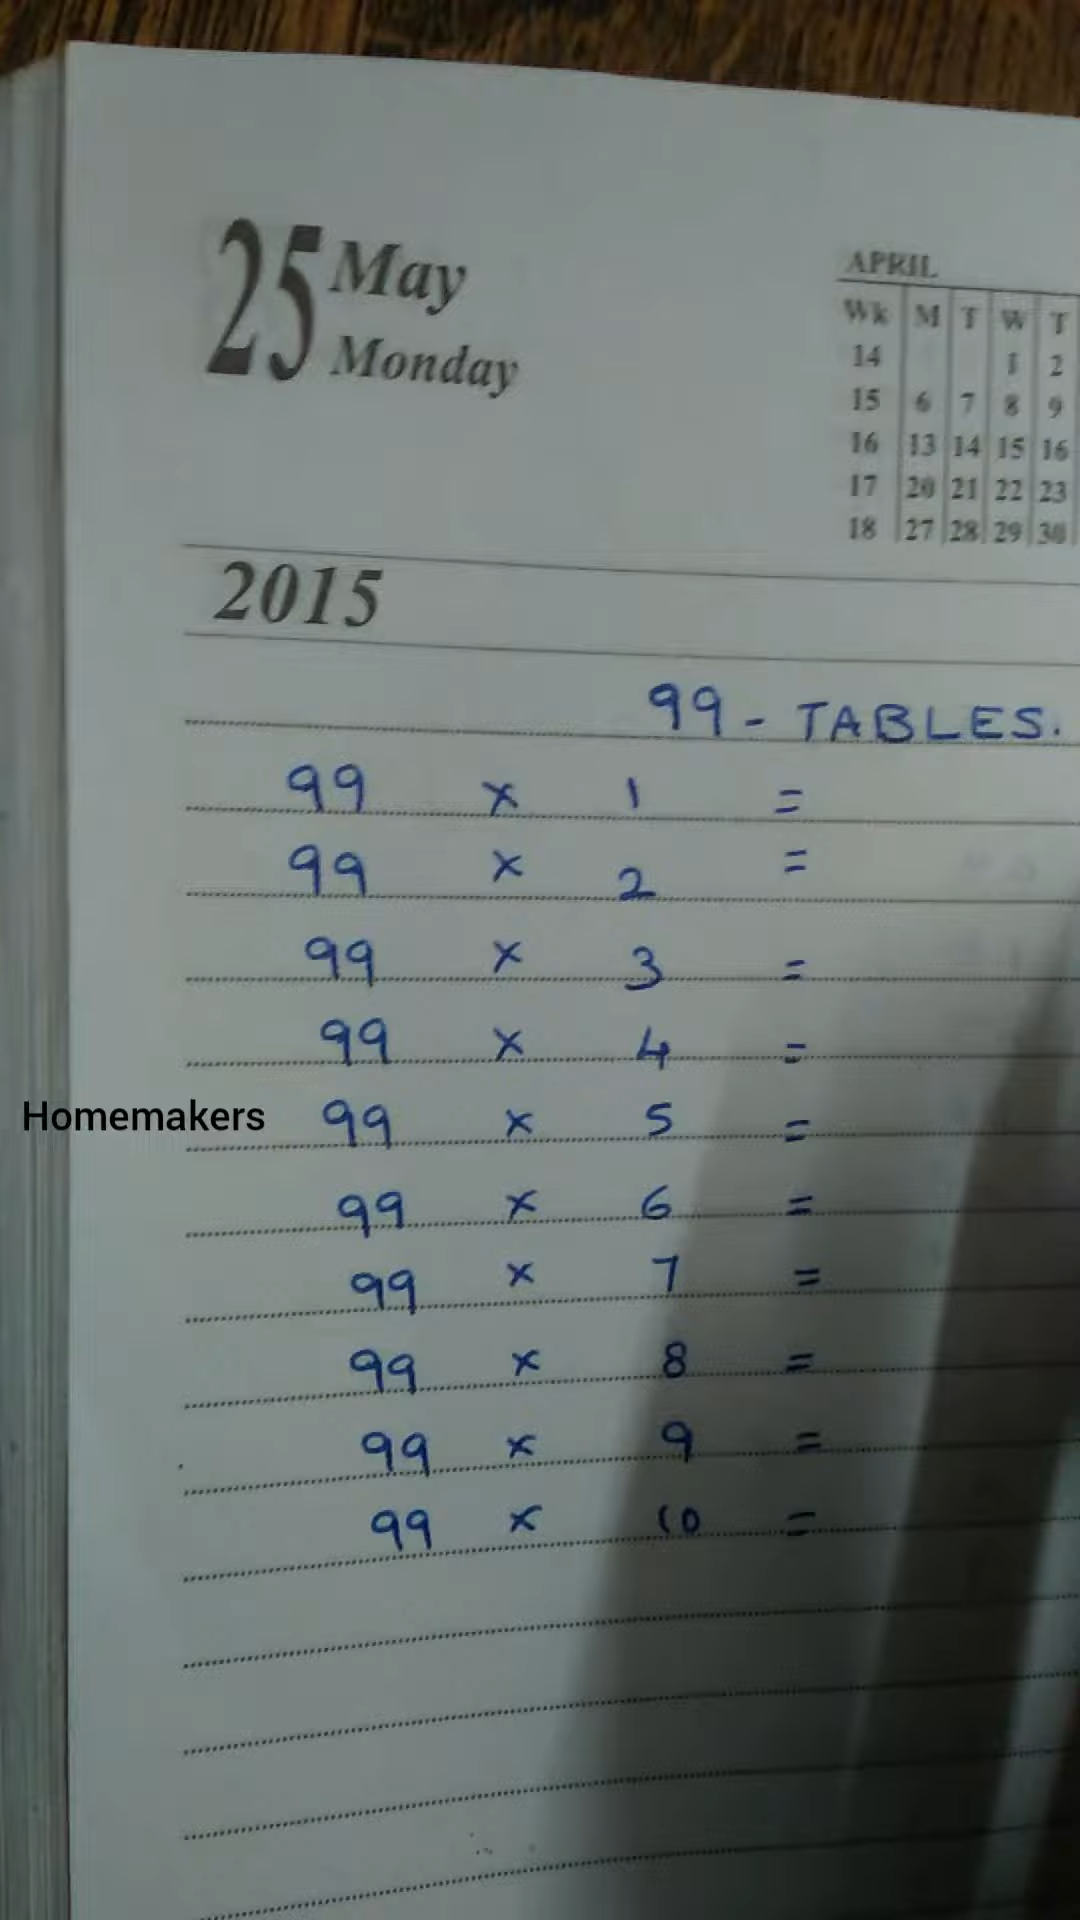 25 May
Monday
APRIL
Wk M T W T
14 1 2
15 6 7 8 9
16 13 14 15 16
17 20 21 22 23
18 27 28 29 30
2015
99 - TABLES.
99 × 1 =
99 × 2 =
99 × 3 =
99 × 4 =
Homemakers
99 × 5 =
99 × 6 =
99 × 7 =
99 × 8 =
99 × 9 =
99 × 10 =